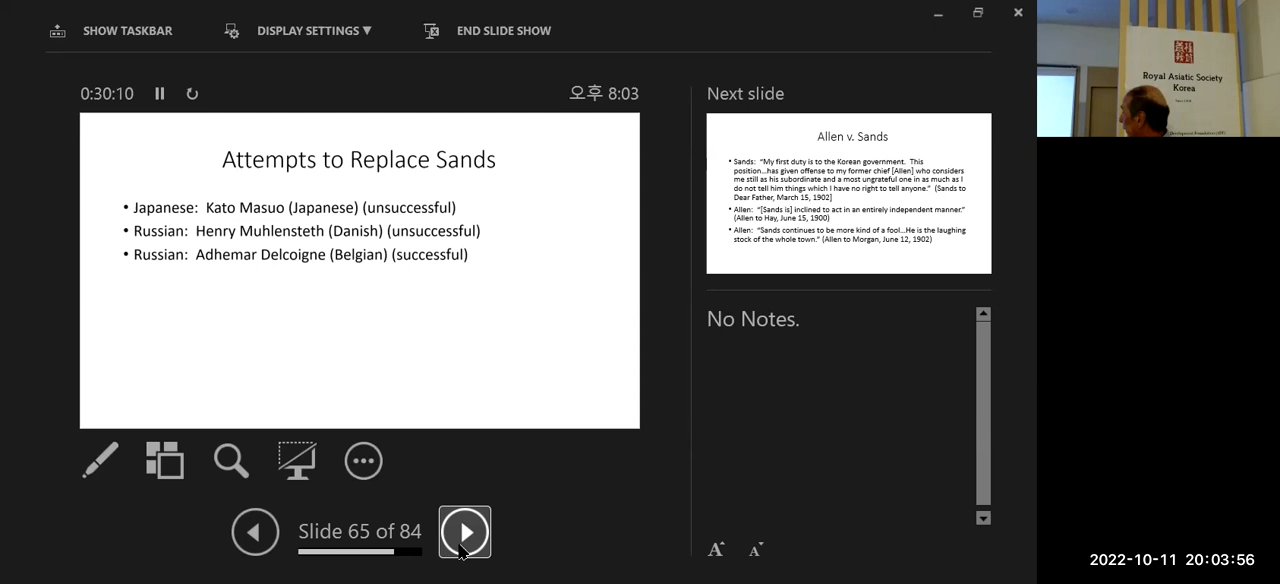 SHOW TASKBAR
DISPLAY SETTINGS ▼
END SLIDE SHOW
0:30:10
오후 8:03
Attempts to Replace Sands
• Japanese: Kato Masuo (Japanese) (unsuccessful)
• Russian: Henry Muhlensteth (Danish) (unsuccessful)
• Russian: Adhemar Delcoigne (Belgian) (successful)
Slide 65 of 84
Next slide
Allen v. Sands
• Sands: “My first duty is to the Korean government. This
position…has given offense to my former chief [Allen] who considers
me still as his subordinate and a most ungrateful one in as much as I
do not tell him things which I have no right to tell anyone.” (Sands to
Dear Father, March 15, 1902]
• Allen: “[Sands is] inclined to act in an entirely independent manner.”
(Allen to Hay, June 15, 1900)
• Allen: “Sands continues to be more kind of a fool…He is the laughing
stock of the whole town.” (Allen to Morgan, June 12, 1902)
No Notes.
A A
Royal Asiatic Society
Korea
2022-10-11 20:03:56